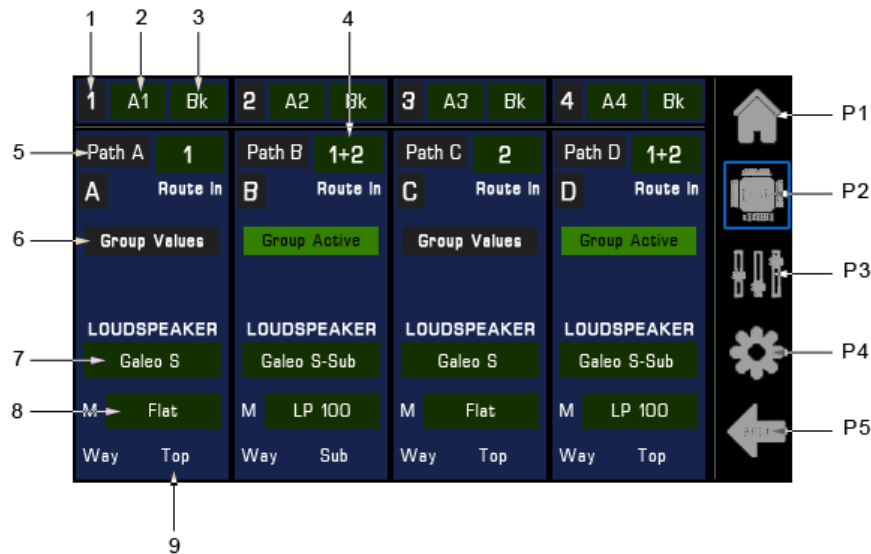 1 2 3 4
1 A1 Bk 2 A2 Bk 3 A3 Bk 4 A4 Bk
P1
5 Path A 1 Path B 1+2 Path C 2 Path D 1+2
A Route In B Route In C Route In D Route In
P2
6 Group Values Group Active Group Values Group Active
P3
LOUDSPEAKER LOUDSPEAKER LOUDSPEAKER LOUDSPEAKER
7 Galeo S Galeo S-Sub Galeo S Galeo S-Sub P4
8 M Flat M LP 100 M Flat M LP 100
P5
Way Top Way Sub Way Top Way Top
9